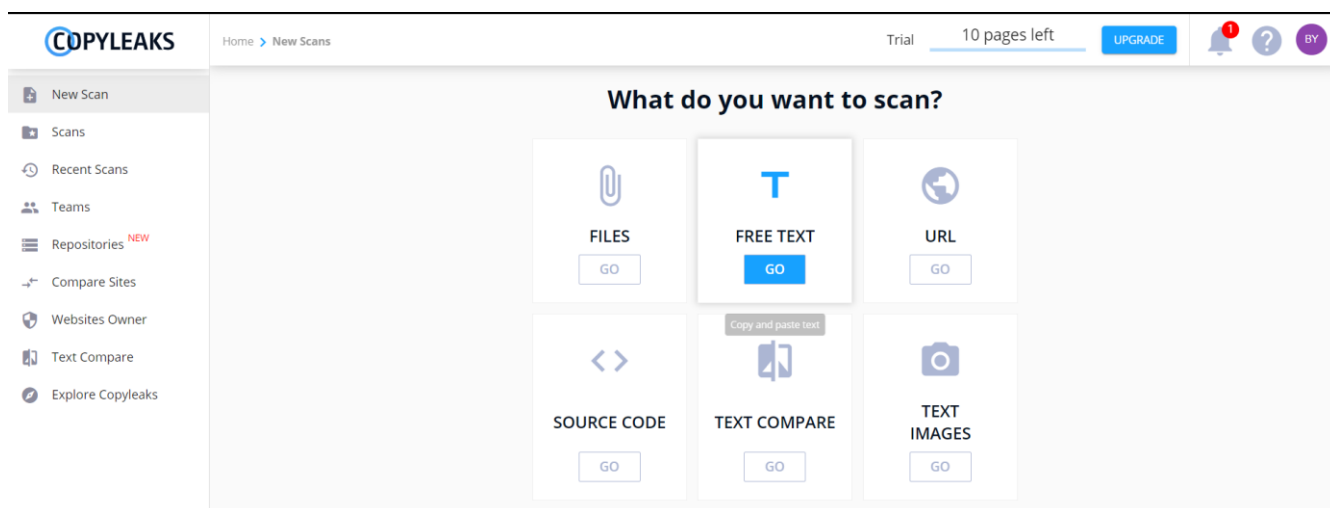 COPYLEAKS
Home > New Scans
Trial 10 pages left
UPGRADE
1
?
BY
New Scan
Scans
Recent Scans
Teams
Repositories NEW
Compare Sites
Websites Owner
Text Compare
Explore Copyleaks
What do you want to scan?
T
FILES
FREE TEXT
URL
GO
GO
GO
Copy and paste text
< >
SOURCE CODE
TEXT COMPARE
TEXT
IMAGES
GO
GO
GO